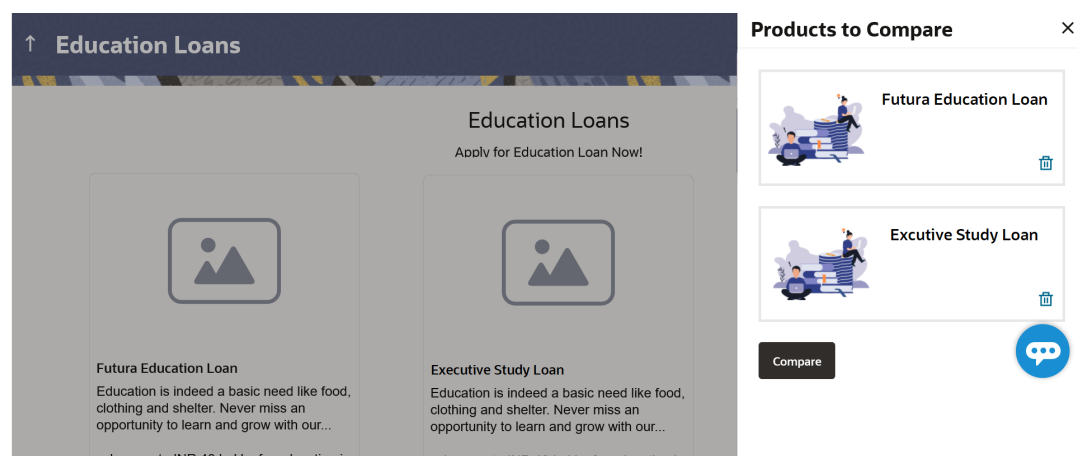 ↑ Education Loans
Education Loans
Apply for Education Loan Now!
Futura Education Loan
Education is indeed a basic need like food,
clothing and shelter. Never miss an
opportunity to learn and grow with our...
Executive Study Loan
Education is indeed a basic need like food,
clothing and shelter. Never miss an
opportunity to learn and grow with our...
Products to Compare
Futura Education Loan
Excutive Study Loan
Compare